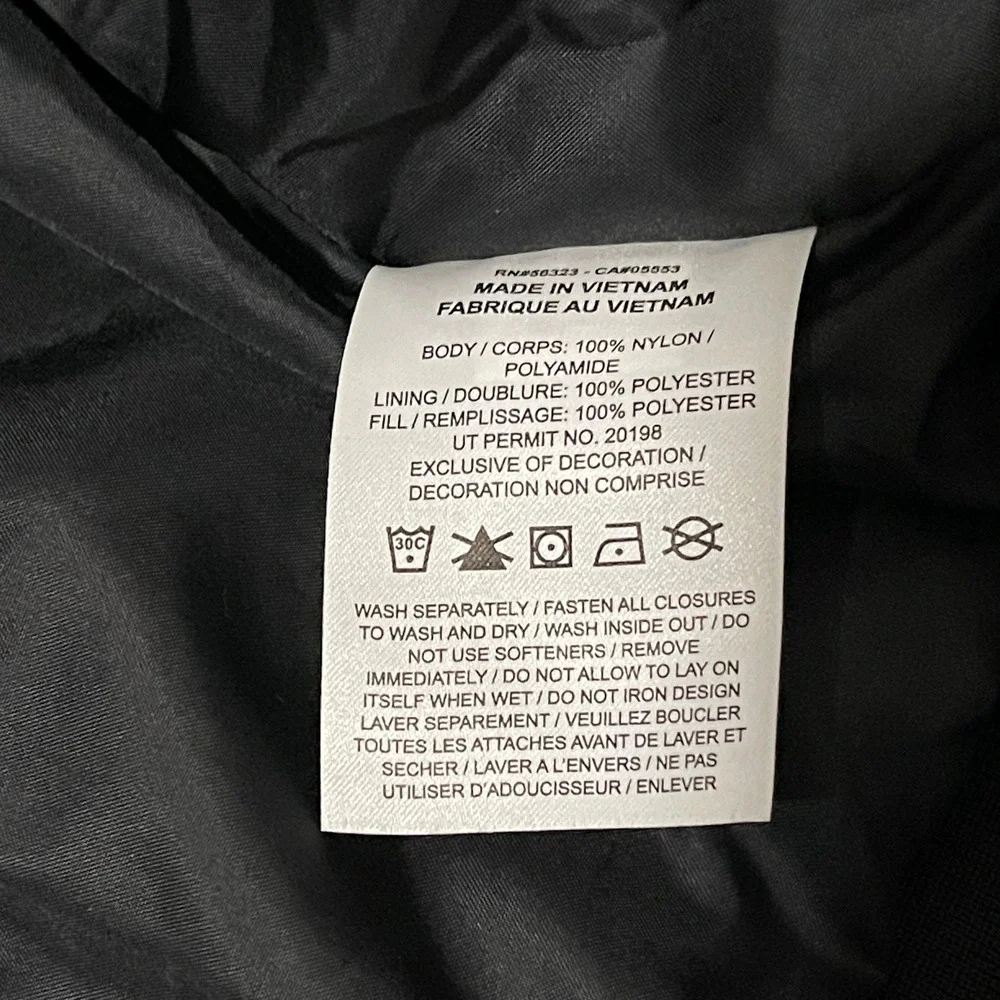 RN#56323 - CA#05553
MADE IN VIETNAM
FABRIQUE AU VIETNAM
BODY / CORPS: 100% NYLON /
POLYAMIDE
LINING / DOUBLURE: 100% POLYESTER
FILL / REMPLISSAGE: 100% POLYESTER
UT PERMIT NO. 20198
EXCLUSIVE OF DECORATION /
DECORATION NON COMPRISE
30C
WASH SEPARATELY / FASTEN ALL CLOSURES
TO WASH AND DRY / WASH INSIDE OUT / DO
NOT USE SOFTENERS / REMOVE
IMMEDIATELY / DO NOT ALLOW TO LAY ON
ITSELF WHEN WET / DO NOT IRON DESIGN
LAVER SEPAREMENT / VEUILLEZ BOUCLER
TOUTES LES ATTACHES AVANT DE LAVER ET
SECHER / LAVER A L'ENVERS / NE PAS
UTILISER D'ADOUCISSEUR / ENLEVER